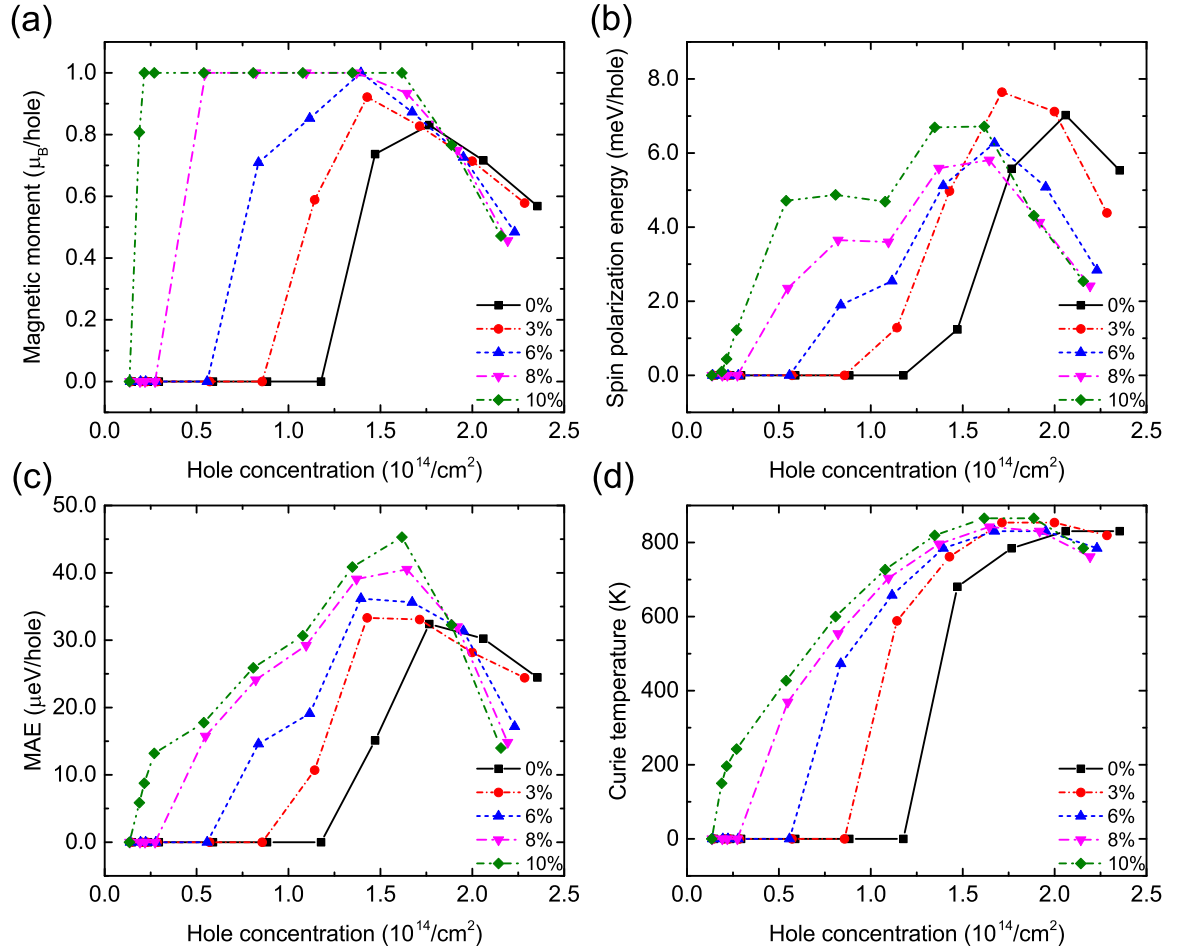 (a)
1.0
0.8
0.6
0.4
0.2
0.0
Magnetic moment (μB/hole)
0%
3%
6%
8%
10%
0.0 0.5 1.0 1.5 2.0 2.5
Hole concentration (10¹⁴/cm²)
(b)
8.0
6.0
4.0
2.0
0.0
Spin polarization energy (meV/hole)
0%
3%
6%
8%
10%
0.0 0.5 1.0 1.5 2.0 2.5
Hole concentration (10¹⁴/cm²)
(c)
50.0
40.0
30.0
20.0
10.0
0.0
MAE (μeV/hole)
0%
3%
6%
8%
10%
0.0 0.5 1.0 1.5 2.0 2.5
Hole concentration (10¹⁴/cm²)
(d)
800
600
400
200
0
Curie temperature (K)
0%
3%
6%
8%
10%
0.0 0.5 1.0 1.5 2.0 2.5
Hole concentration (10¹⁴/cm²)